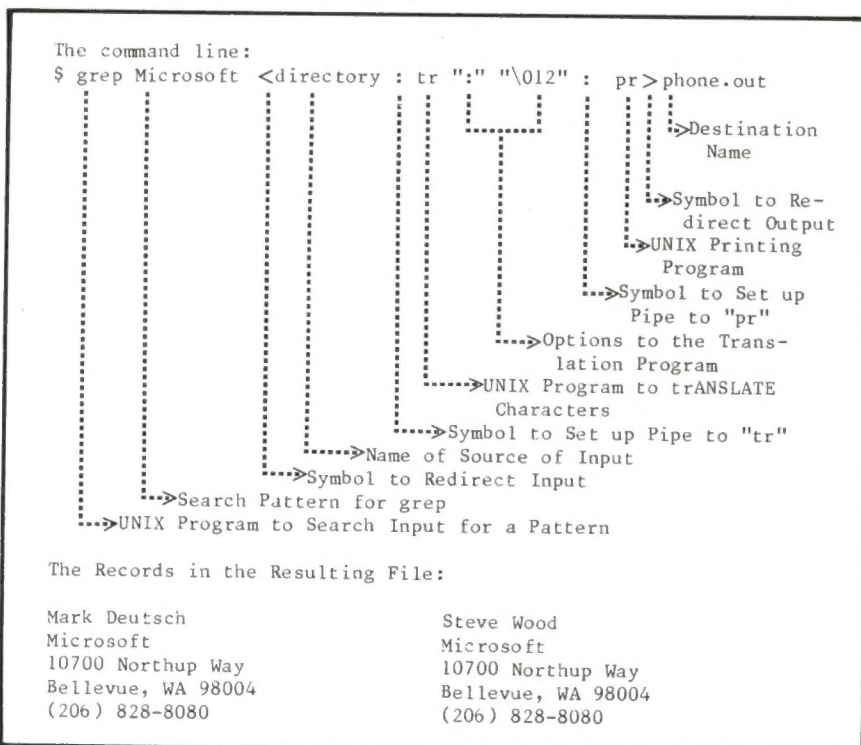 The command line:
$ grep Microsoft <directory : tr ":" "\012" : pr>phone.out
Destination
Name
Symbol to Re-
direct Output
UNIX Printing
Program
Symbol to Set up
Pipe to "pr"
Options to the Trans-
lation Program
UNIX Program to trANSLATE
Characters
Symbol to Set up Pipe to "tr"
Name of Source of Input
Symbol to Redirect Input
Search Pattern for grep
UNIX Program to Search Input for a Pattern
The Records in the Resulting File:
Mark Deutsch
Microsoft
10700 Northup Way
Bellevue, WA 98004
(206) 828-8080
Steve Wood
Microsoft
10700 Northup Way
Bellevue, WA 98004
(206) 828-8080